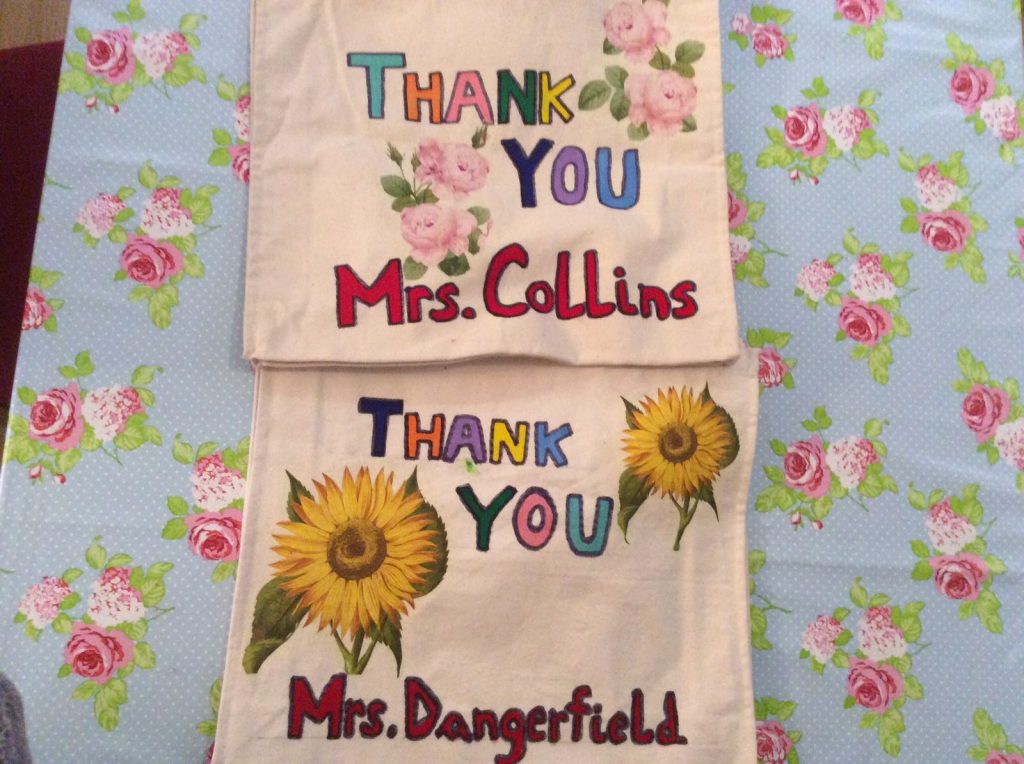 THANK
YOU
Mrs. Collins
THANK
YOU
Mrs. Dangerfield